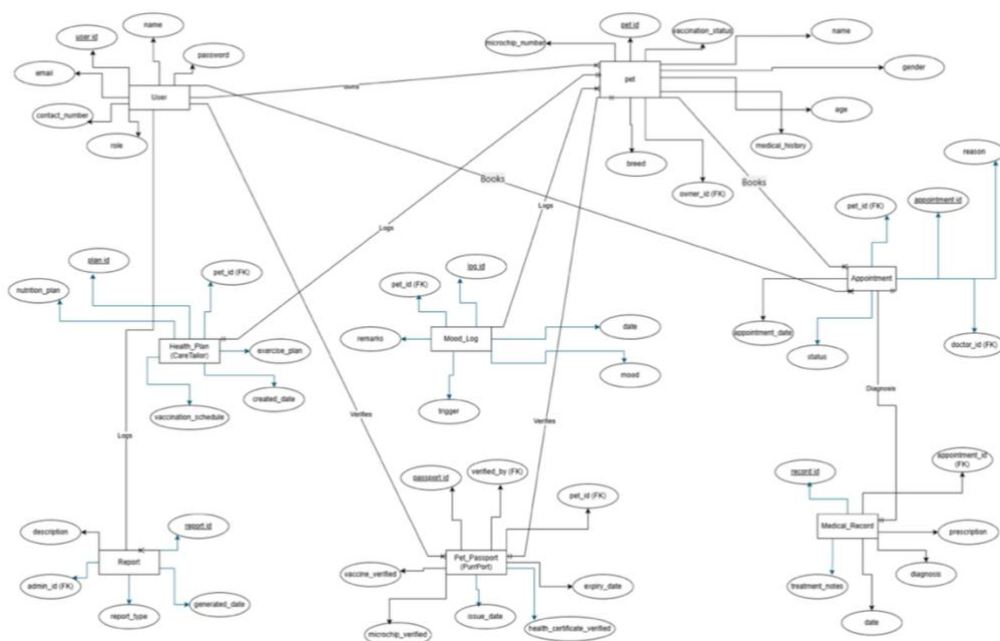 name
user id
password
email
User
contact_number
role
pet id
vaccination_status
name
microchip_number
pet
gender
age
medical_history
breed
owner_id (FK)
Owns
Books
Books
Logs
Logs
reason
appointment id
pet_id (FK)
Appointment
appointment_date
status
doctor_id (FK)
plan id
pet_id (FK)
nutrition_plan
Health_Plan
(CareTailor)
exercise_plan
created_date
vaccination_schedule
log id
pet_id (FK)
remarks
Mood_Log
date
mood
trigger
Diagnosis
Verifies
Verifies
Logs
description
report id
Report
admin_id (FK)
report_type
generated_date
passport id
verified_by (FK)
pet_id (FK)
vaccine_verified
Pet_Passport
(PurrPort)
expiry_date
issue_date
microchip_verified
health_certificate_verified
record id
appointment_id
(FK)
Medical_Record
prescription
diagnosis
treatment_notes
date